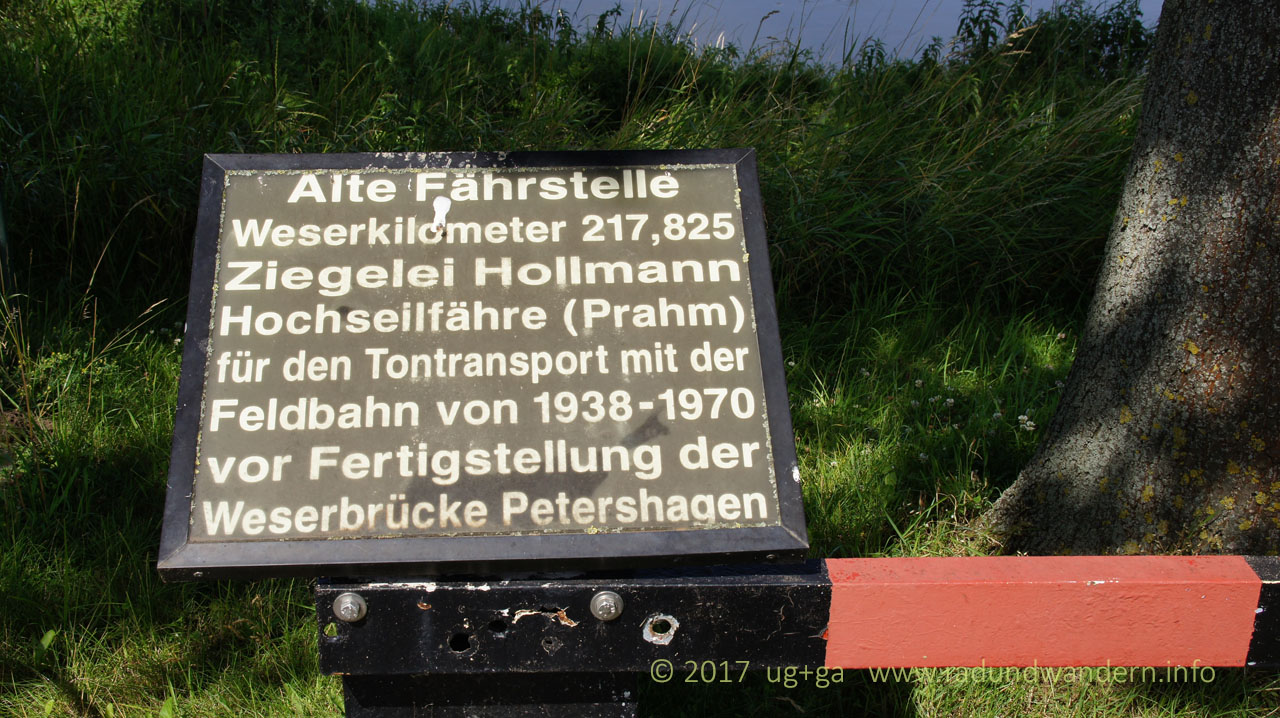 Alte Fährstelle
Weserkilometer 217,825
Ziegelei Hollmann
Hochseilfähre (Prahm)
für den Tontransport mit der
Feldbahn von 1938-1970
vor Fertigstellung der
Weserbrücke Petershagen
© 2017 ug+ga www.radundwandern.info